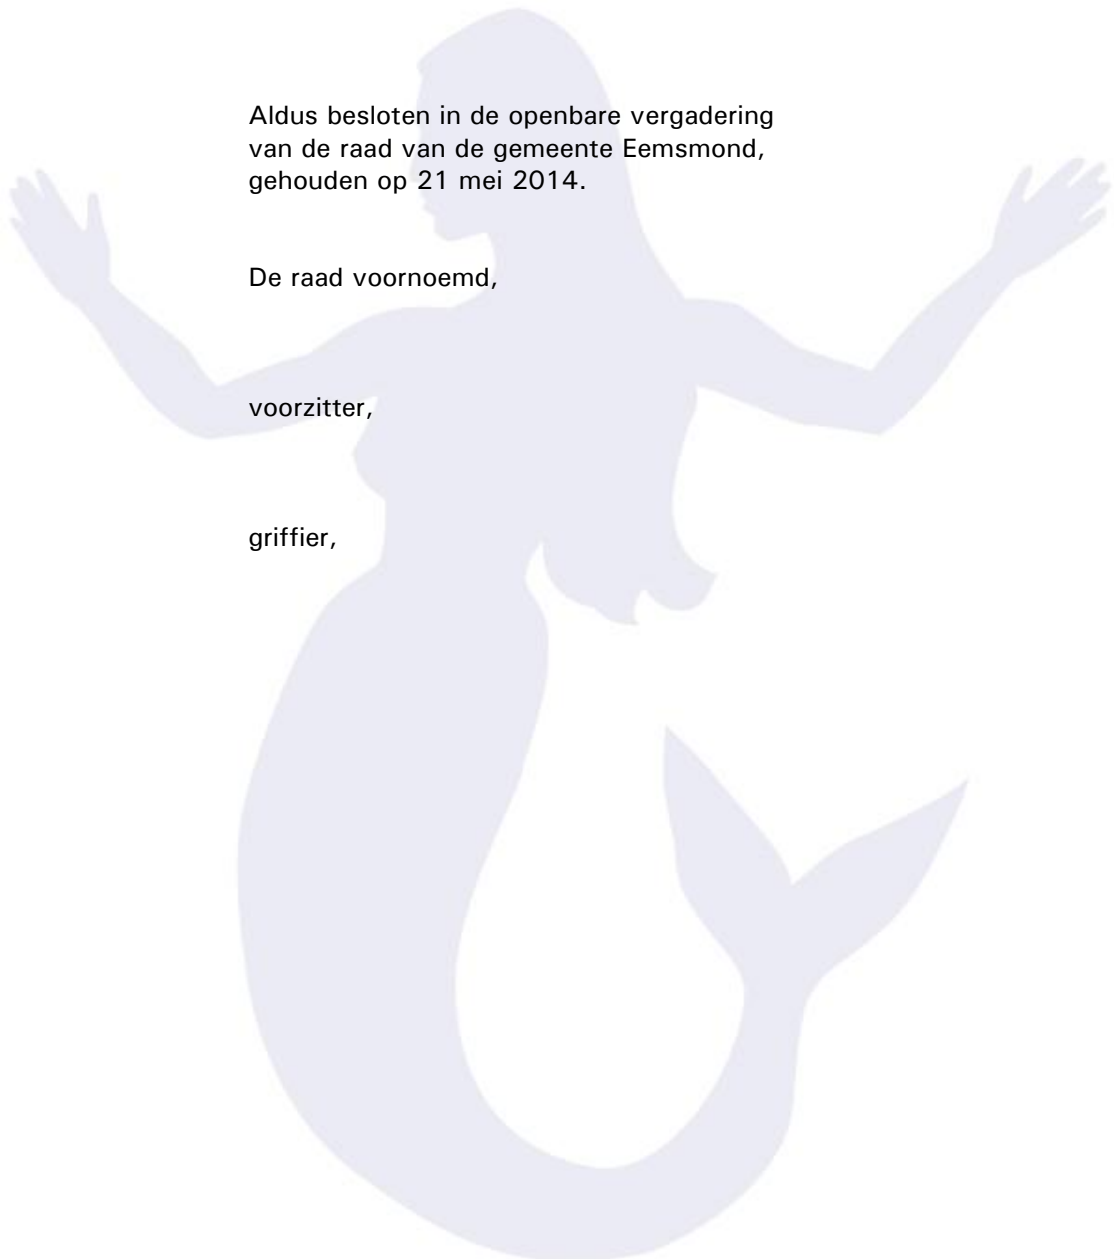 Aldus besloten in de openbare vergadering
van de raad van de gemeente Eemsmond,
gehouden op 21 mei 2014.
De raad voornoemd,
voorzitter,
griffier,